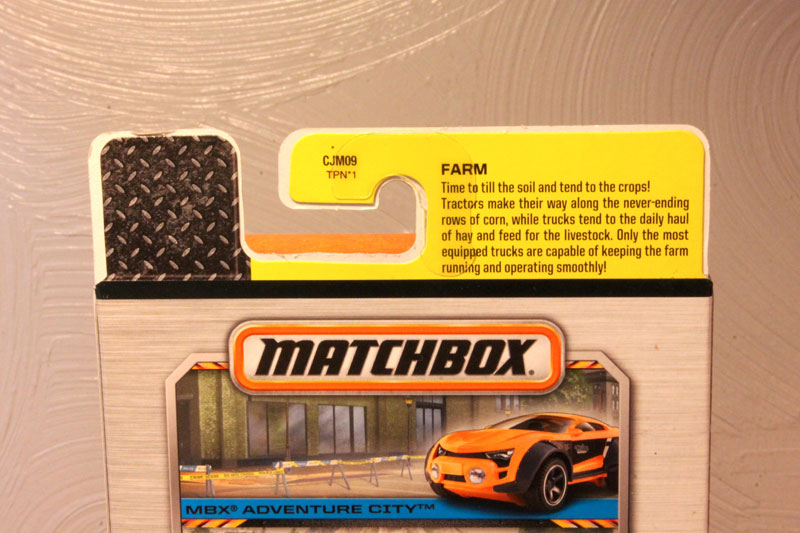 CJM09
TPN*1
FARM
Time to till the soil and tend to the crops!
Tractors make their way along the never-ending
rows of corn, while trucks tend to the daily haul
of hay and feed for the livestock. Only the most
equipped trucks are capable of keeping the farm
running and operating smoothly!
MATCHBOX®
MBX® ADVENTURE CITY™